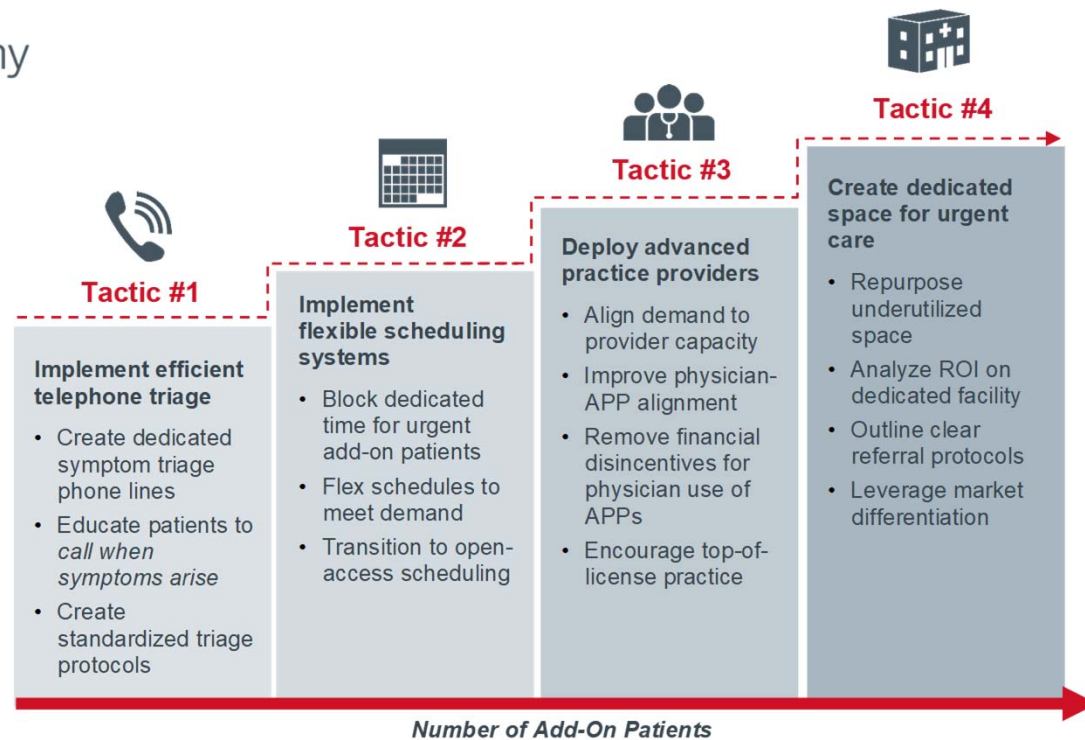 Tactic #1
Implement efficient
telephone triage
• Create dedicated
symptom triage
phone lines
• Educate patients to
call when
symptoms arise
• Create
standardized triage
protocols
Tactic #2
Implement
flexible scheduling
systems
• Block dedicated
time for urgent
add-on patients
• Flex schedules to
meet demand
• Transition to open-
access scheduling
Tactic #3
Deploy advanced
practice providers
• Align demand to
provider capacity
• Improve physician-
APP alignment
• Remove financial
disincentives for
physician use of
APPs
• Encourage top-of-
license practice
Tactic #4
Create dedicated
space for urgent
care
• Repurpose
underutilized
space
• Analyze ROI on
dedicated facility
• Outline clear
referral protocols
• Leverage market
differentiation
Number of Add-On Patients